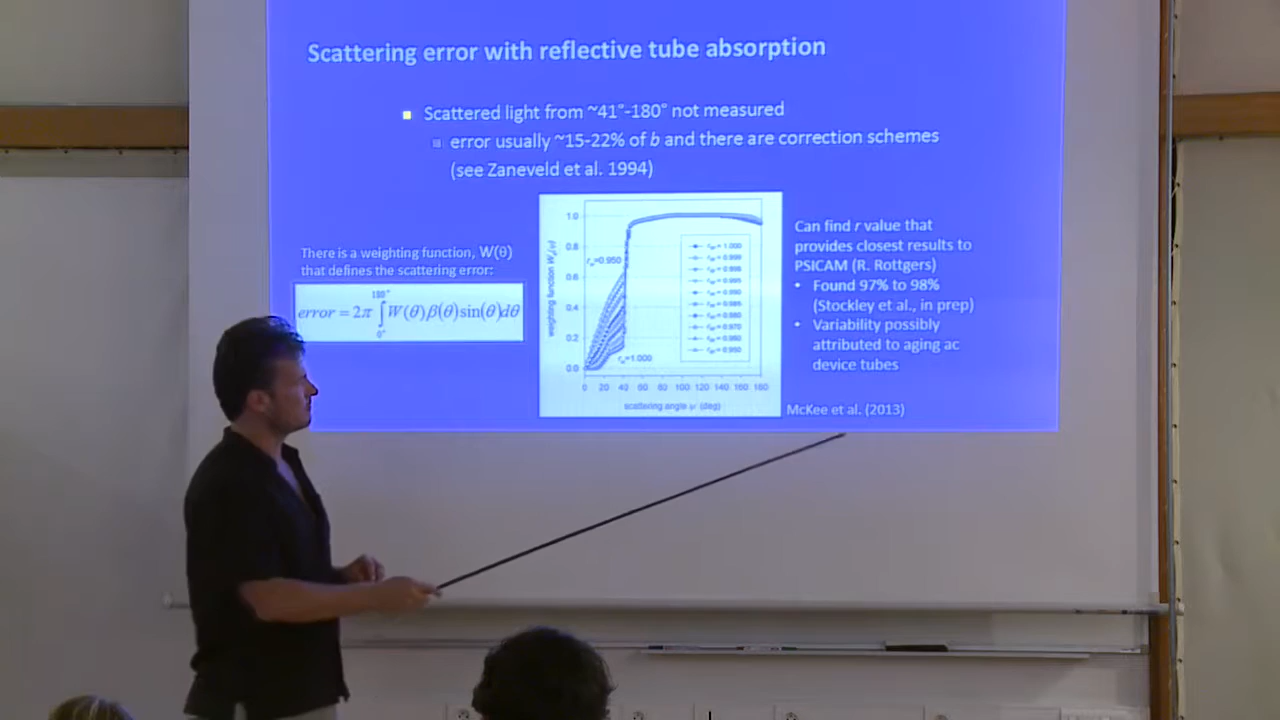 Scattering error with reflective tube absorption
Scattered light from ~41°-180° not measured
error usually ~15-22% of b and there are correction schemes
(see Zaneveld et al. 1994)
There is a weighting function, W(θ)
that defines the scattering error:
error = 2π ∫ W(θ)β(θ)sin(θ)dθ
180°
0°
weighting function
1.0
0.8
0.6
0.4
0.2
0.0
0 20 40 60 80 100 120 140 160 180
scattering angle ψ (deg)
=0.950
=1.000
Can find r value that
provides closest results to
PSICAM (R. Rottgers)
• Found 97% to 98%
(Stockley et al., in prep)
• Variability possibly
attributed to aging ac
device tubes
McKee et al. (2013)